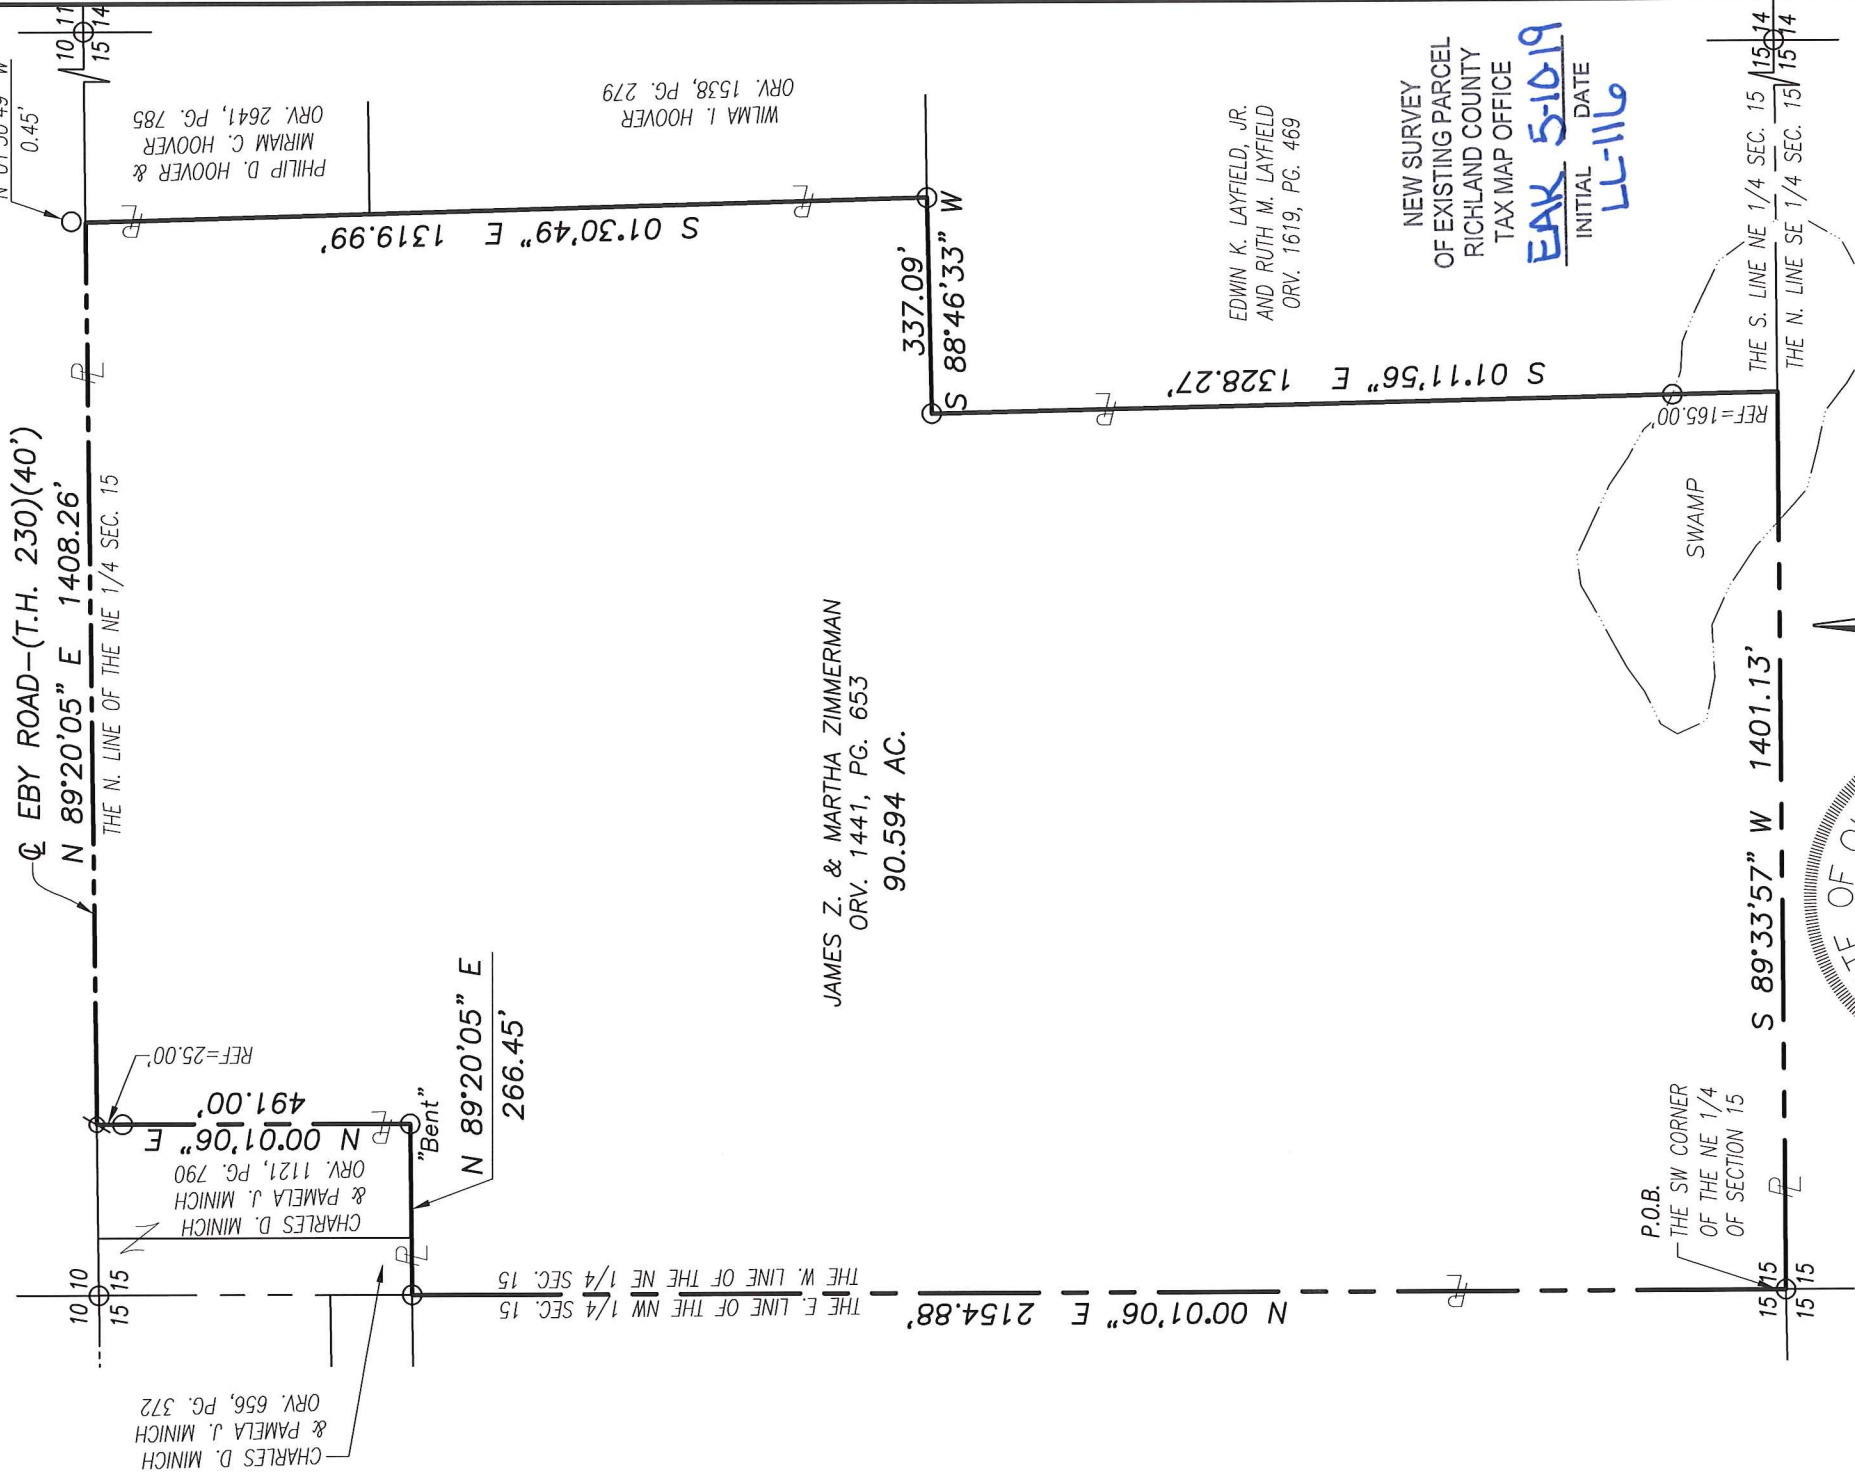 CHARLES D. MINICH
& PAMELA J. MINICH
ORV. 656, PG. 372
10 10
15 15
CHARLES D. MINICH
& PAMELA J. MINICH
ORV. 1121, PG. 790
N 00°01'06" E
491.00'
REF=25.00'
"Bent"
N 89°20'05" E
266.45'
℄ EBY ROAD-(T.H. 230)(40')
N 89°20'05" E 1408.26'
THE N. LINE OF THE NE 1/4 SEC. 15
0.45'
10 11
15 14
PHILIP D. HOOVER &
MIRIAM C. HOOVER
ORV. 2641, PG. 785
WILMA I. HOOVER
ORV. 1538, PG. 279
S 01°30'49" E 1319.99'
337.09'
S 88°46'33" W
EDWIN K. LAYFIELD, JR.
AND RUTH M. LAYFIELD
ORV. 1619, PG. 469
NEW SURVEY
OF EXISTING PARCEL
RICHLAND COUNTY
TAX MAP OFFICE
EAK 5-10-19
INITIAL DATE
LL-116
S 01°11'56" E 1328.27'
REF=165.00'
SWAMP
THE S. LINE NE 1/4 SEC. 15
THE N. LINE SE 1/4 SEC. 15
15 14
15 14
JAMES Z. & MARTHA ZIMMERMAN
ORV. 1441, PG. 653
90.594 AC.
THE W. LINE OF THE NE 1/4 SEC. 15
THE E. LINE OF THE NW 1/4 SEC. 15
N 00°01'06" E 2154.88'
P.O.B.
THE SW CORNER
OF THE NE 1/4
OF SECTION 15
15 15
15 15
S 89°33'57" W 1401.13'
OF